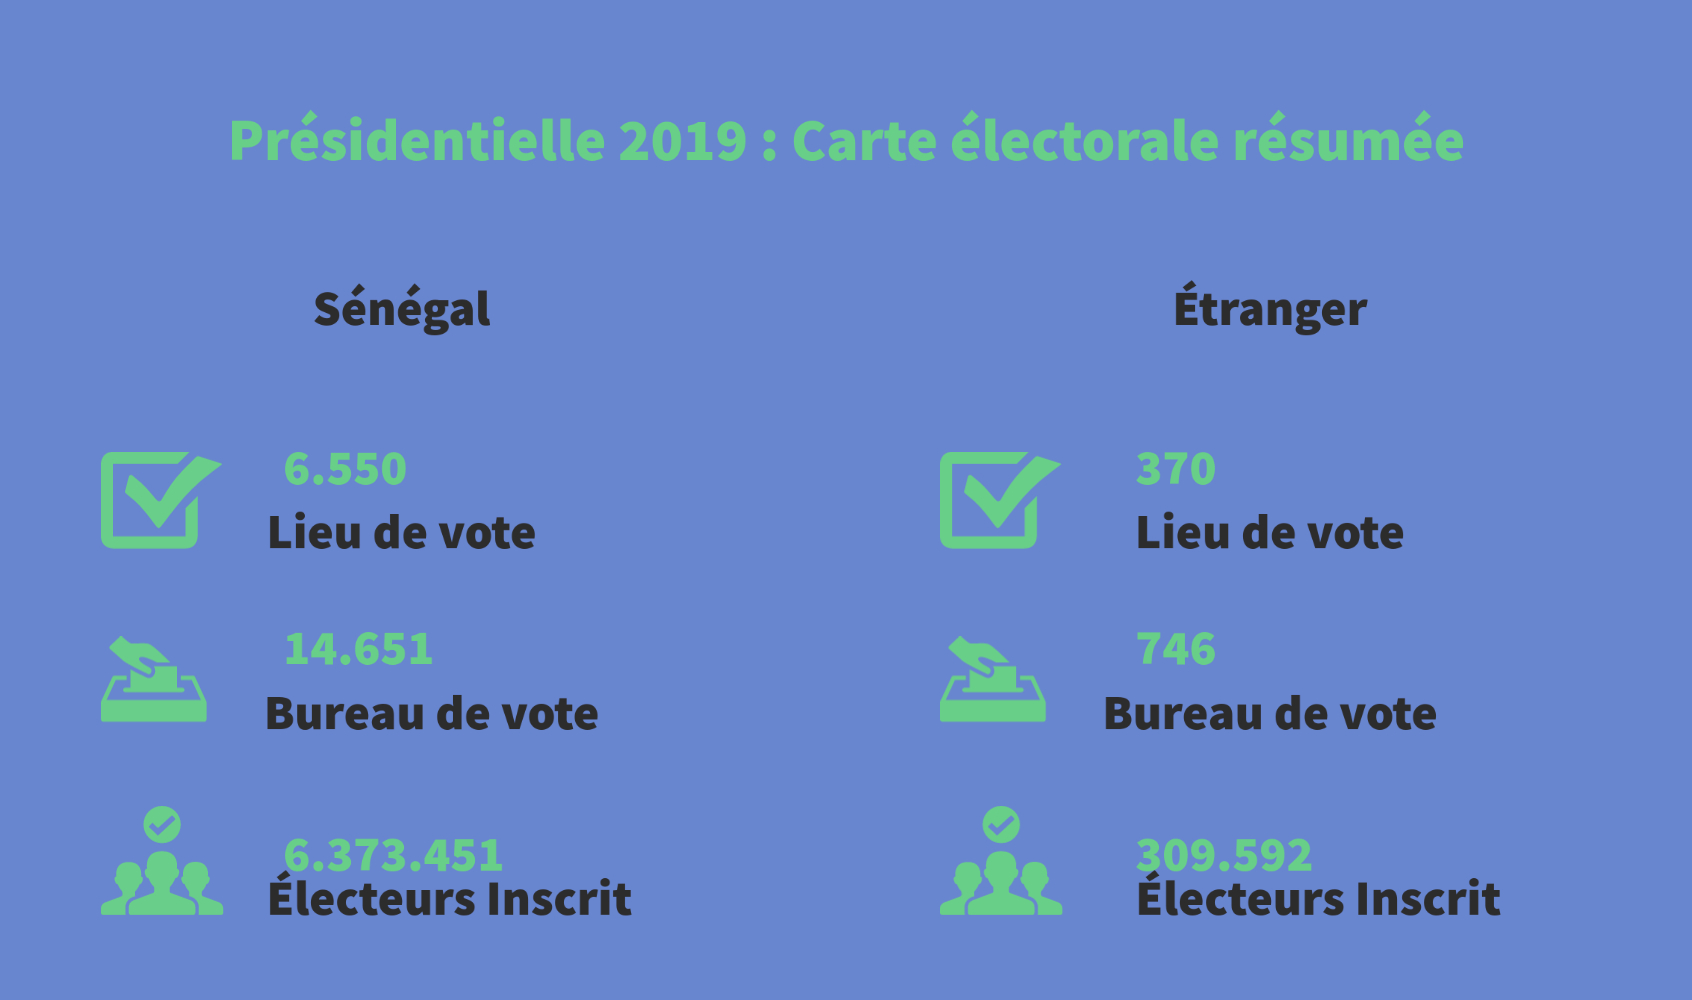 Présidentielle 2019 : Carte électorale résumée
Sénégal
6.550
Lieu de vote
14.651
Bureau de vote
6.373.451
Électeurs Inscrit
Étranger
370
Lieu de vote
746
Bureau de vote
309.592
Électeurs Inscrit